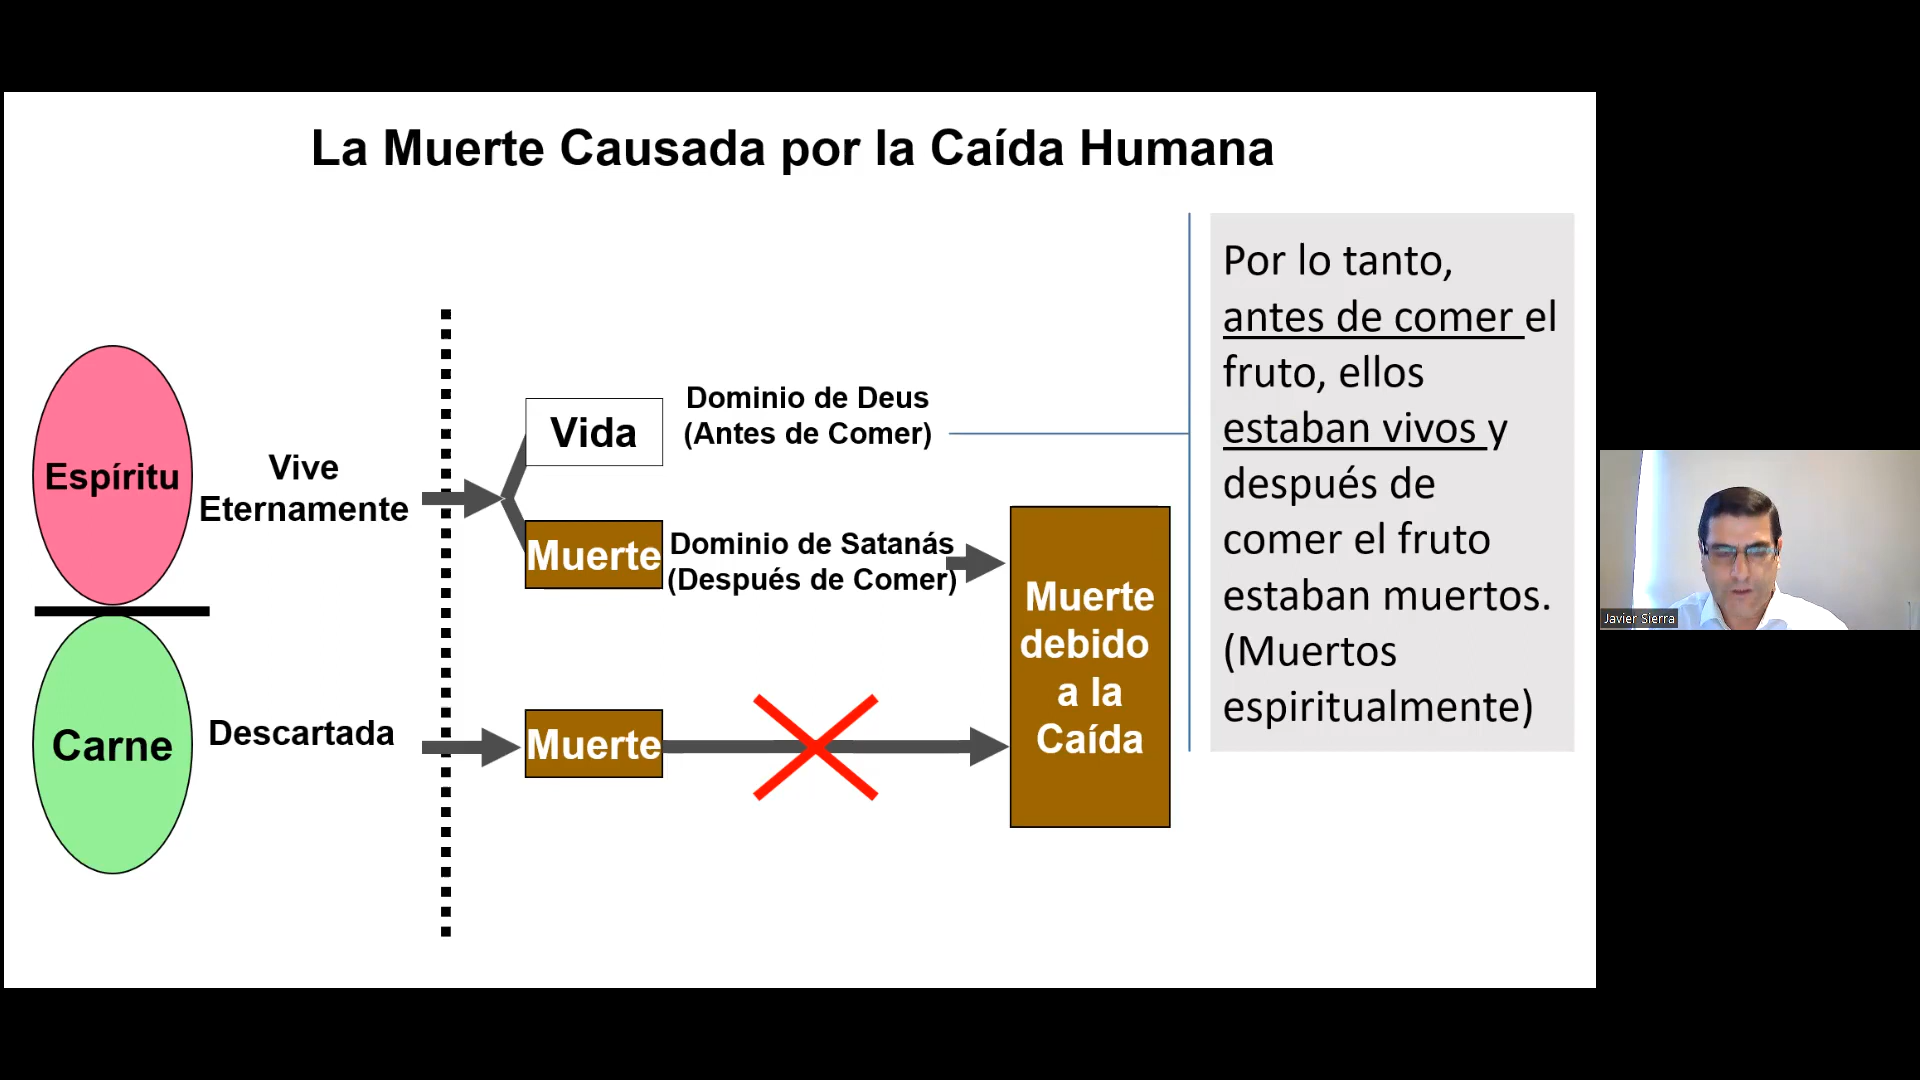 La Muerte Causada por la Caída Humana
Espíritu
Vive
Eternamente
Vida
Dominio de Deus
(Antes de Comer)
Muerte
Dominio de Satanás
(Después de Comer)
Carne
Descartada
Muerte
Muerte
debido
a la
Caída
Por lo tanto,
antes de comer el
fruto, ellos
estaban vivos y
después de
comer el fruto
estaban muertos.
(Muertos
espiritualmente)
Javier Sierra